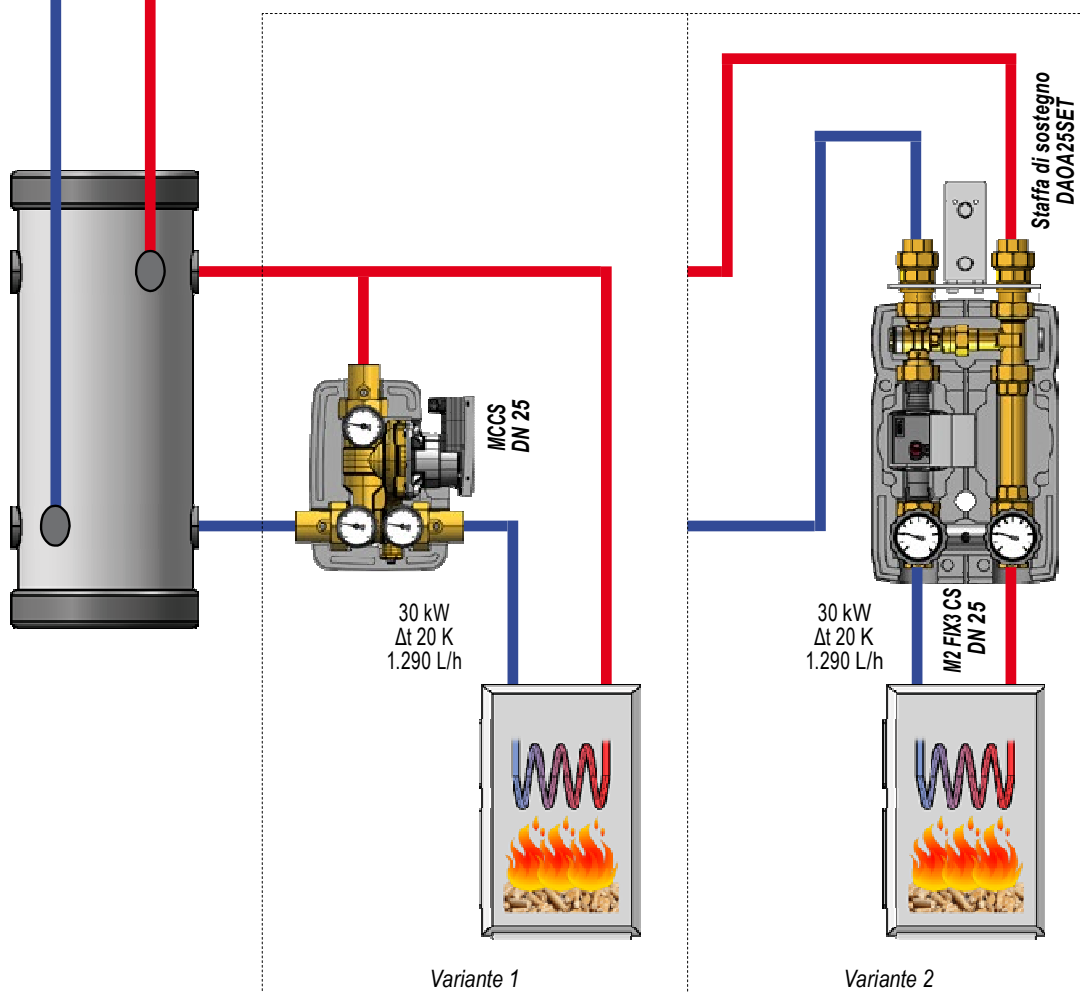 Staffa di sostegno
DAOA25SET
MCCS
DN 25
30 kW
Δt 20 K
1.290 L/h
30 kW
Δt 20 K
1.290 L/h
M2 FIX3 CS
DN 25
Variante 1
Variante 2